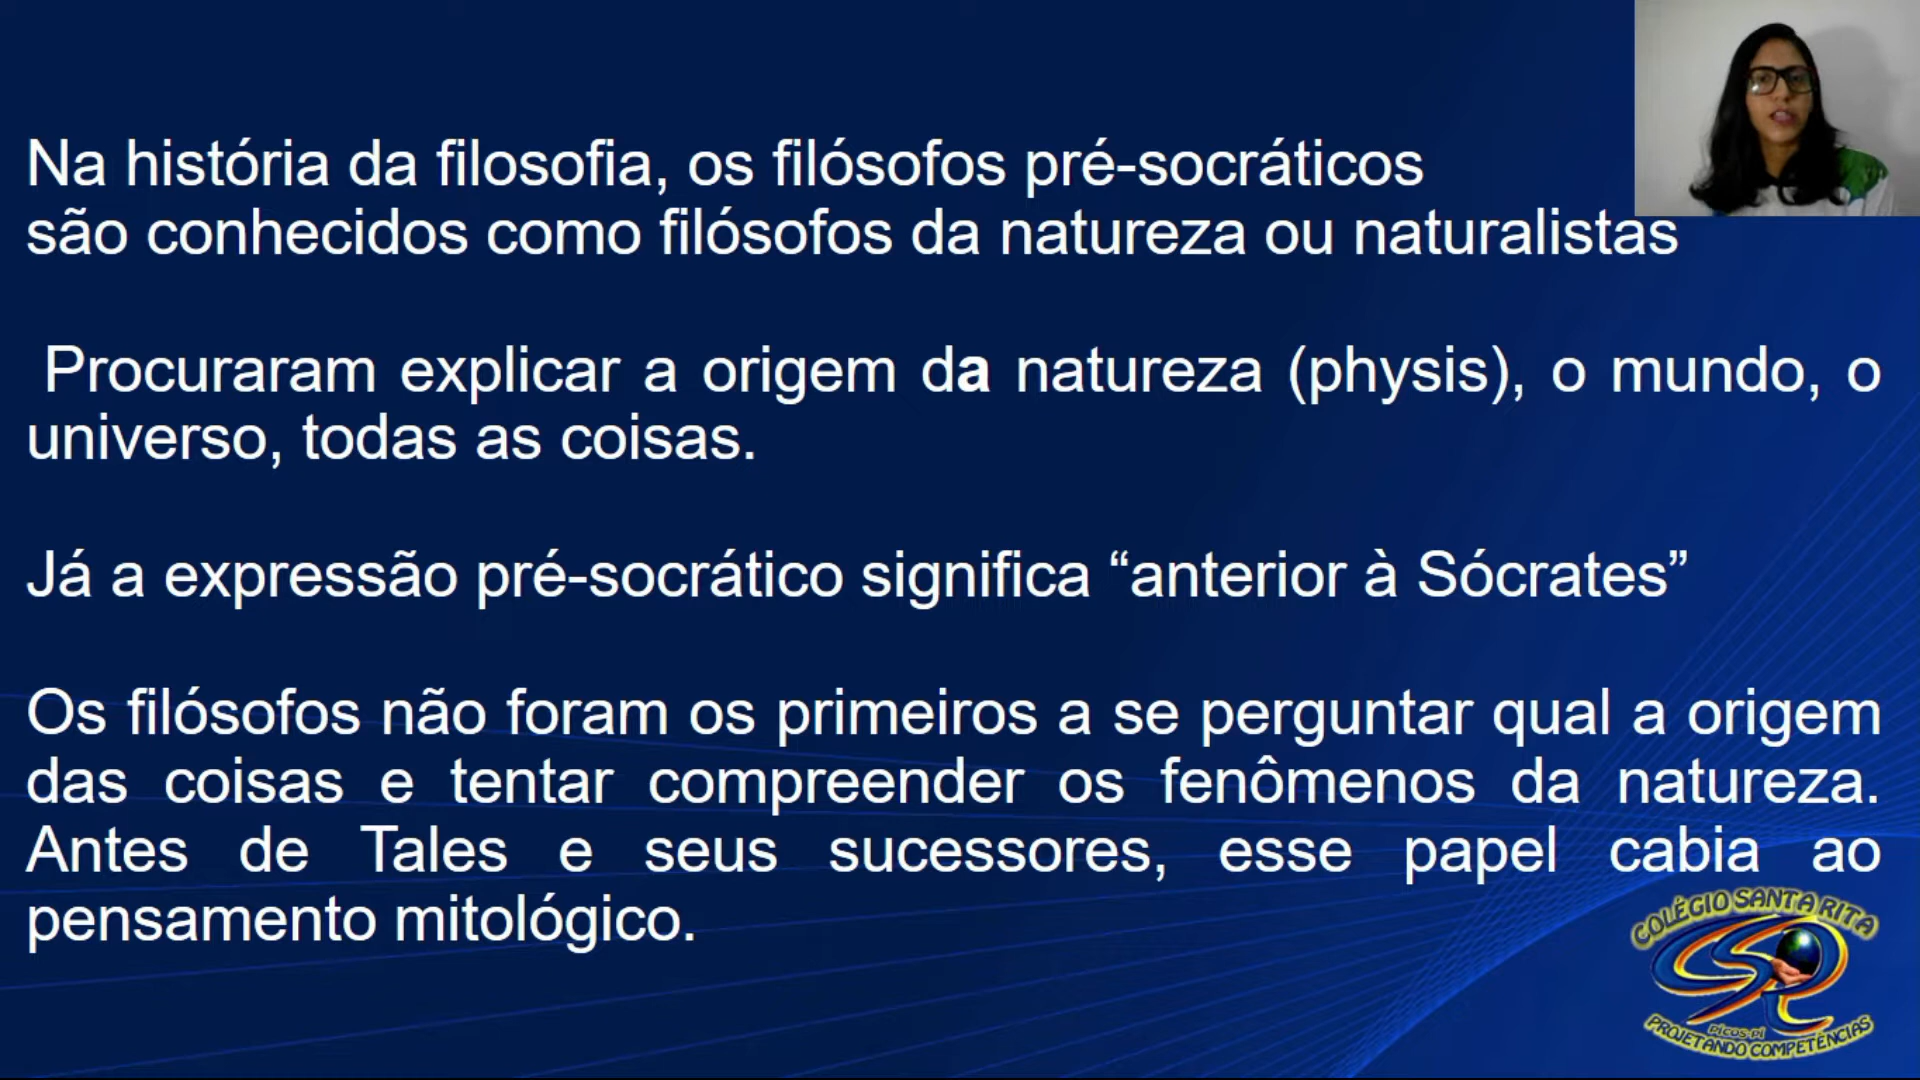 Na história da filosofia, os filósofos pré-socráticos
são conhecidos como filósofos da natureza ou naturalistas
Procuraram explicar a origem da natureza (physis), o mundo, o
universo, todas as coisas.
Já a expressão pré-socrático significa “anterior à Sócrates”
Os filósofos não foram os primeiros a se perguntar qual a origem
das coisas e tentar compreender os fenômenos da natureza.
Antes de Tales e seus sucessores, esse papel cabia ao
pensamento mitológico.
COLÉGIO SANTA RITA
CSR
PICOS-PI
PROJETANDO COMPETÊNCIAS